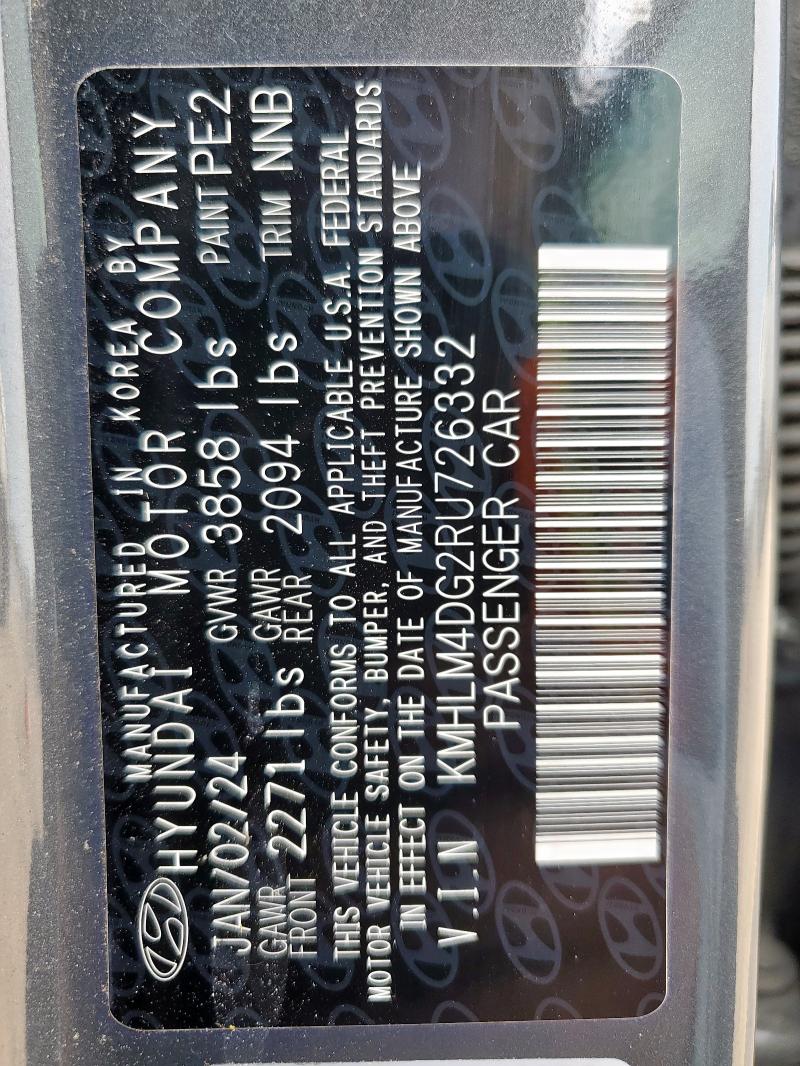 MANUFACTURED IN KOREA BY
HYUNDAI MOTOR COMPANY
JAN/02/24 GVWR 3858 lbs PAINT PE2
GAWR FRONT 2271 lbs GAWR REAR 2094 lbs TRIM NNB
THIS VEHICLE CONFORMS TO ALL APPLICABLE U.S.A. FEDERAL
MOTOR VEHICLE SAFETY, BUMPER, AND THEFT PREVENTION STANDARDS
IN EFFECT ON THE DATE OF MANUFACTURE SHOWN ABOVE
V.I.N KMHLM4DG2RU726332
PASSENGER CAR